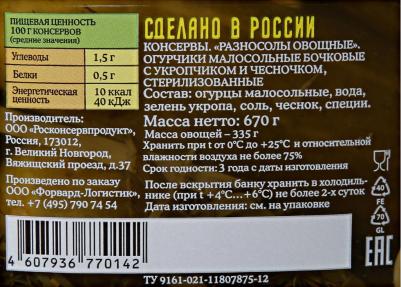 ПИЩЕВАЯ ЦЕННОСТЬ
100 Г КОНСЕРВОВ
(средние значения)
Углеводы 1,5 г
Белки 0,5 г
Энергетическая ценность 10 ккал 40 кДж
Производитель:
ООО «Росконсервпродукт»,
Россия, 173012,
г. Великий Новгород,
Вяжищский проезд, д.37
Произведено по заказу
ООО «Форвард-Логистик»,
тел. +7 (495) 790 74 54
4 607936 770142
СДЕЛАНО В РОССИИ
КОНСЕРВЫ. «РАЗНОСОЛЫ ОВОЩНЫЕ».
ОГУРЧИКИ МАЛОСОЛЬНЫЕ БОЧКОВЫЕ
С УКРОПЧИКОМ И ЧЕСНОЧКОМ,
СТЕРИЛИЗОВАННЫЕ
Состав: огурцы малосольные, вода,
зелень укропа, соль, чеснок, специи.
Масса нетто: 670 г
Масса овощей – 335 г
Хранить при t от 0°С до +25°С и относительной
влажности воздуха не более 75%
Срок годности: 3 года с даты изготовления
После вскрытия банку хранить в холодиль-
нике (при t +4°С...+6°С) не более 2-х суток
Дата изготовления: см. на упаковке
40
FE
70
GL
EAC
ТУ 9161-021-11807875-12